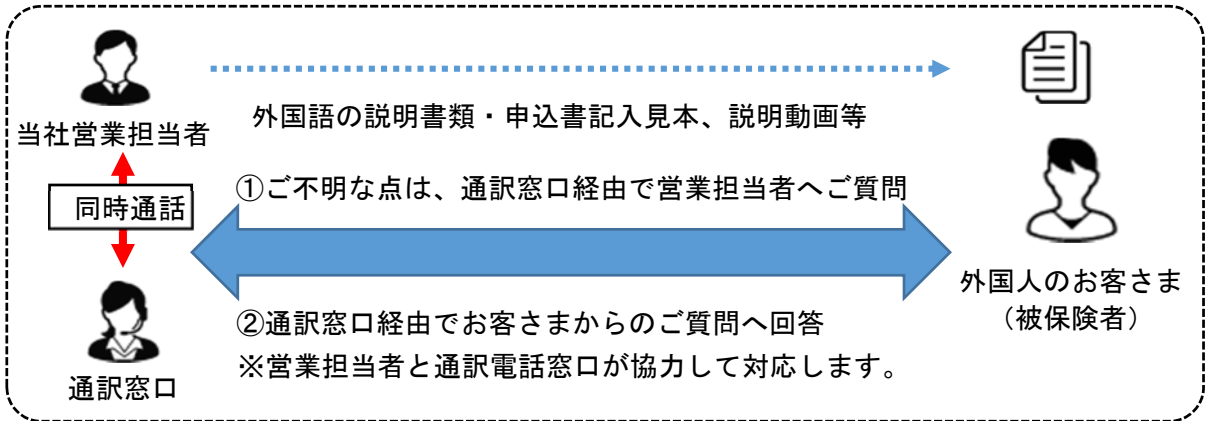 当社営業担当者
外国語の説明書類・申込書記入見本、説明動画等
同時通話
①ご不明な点は、通訳窓口経由で営業担当者へご質問
外国人のお客さま
（被保険者）
②通訳窓口経由でお客さまからのご質問へ回答
※営業担当者と通訳電話窓口が協力して対応します。
通訳窓口